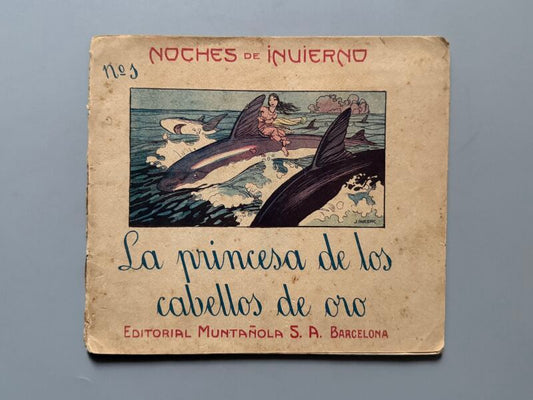 NOCHES DE INVIERNO
Nº 1
La princesa de los
cabellos de oro
EDITORIAL MUNTAÑOLA S. A. BARCELONA